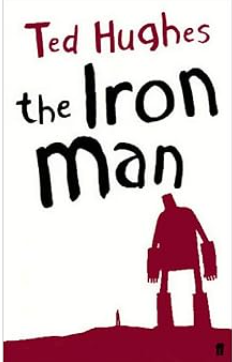 Ted Hughes
the Iron
man
ff